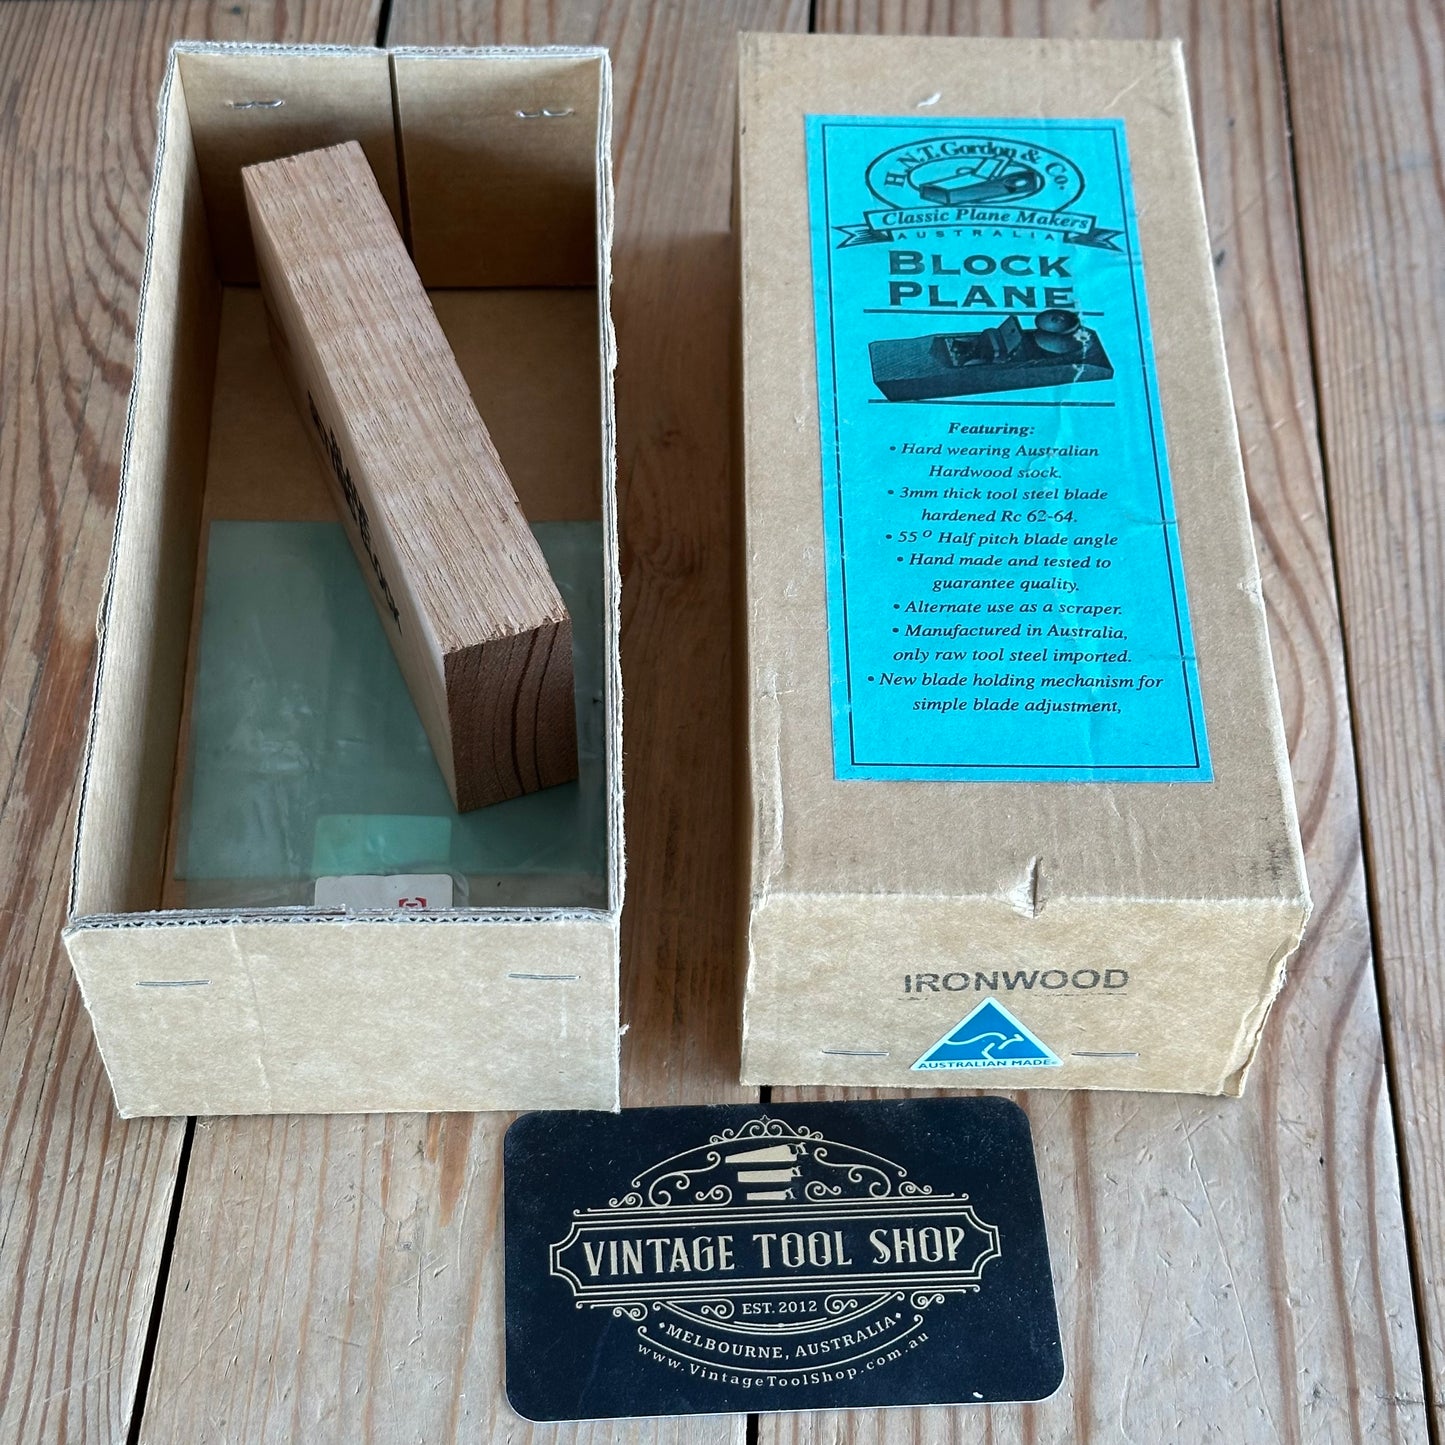 H.N.T. Gordon & Co.
Classic Plane Makers
AUSTRALIA
BLOCK
PLANE
Featuring:
• Hard wearing Australian
Hardwood stock.
• 3mm thick tool steel blade
hardened Rc 62-64.
• 55° Half pitch blade angle
• Hand made and tested to
guarantee quality.
• Alternate use as a scraper.
• Manufactured in Australia,
only raw tool steel imported.
• New blade holding mechanism for
simple blade adjustment,
IRONWOOD
AUSTRALIAN MADE
VINTAGE TOOL SHOP
EST. 2012
• MELBOURNE, AUSTRALIA •
www.VintageToolShop.com.au